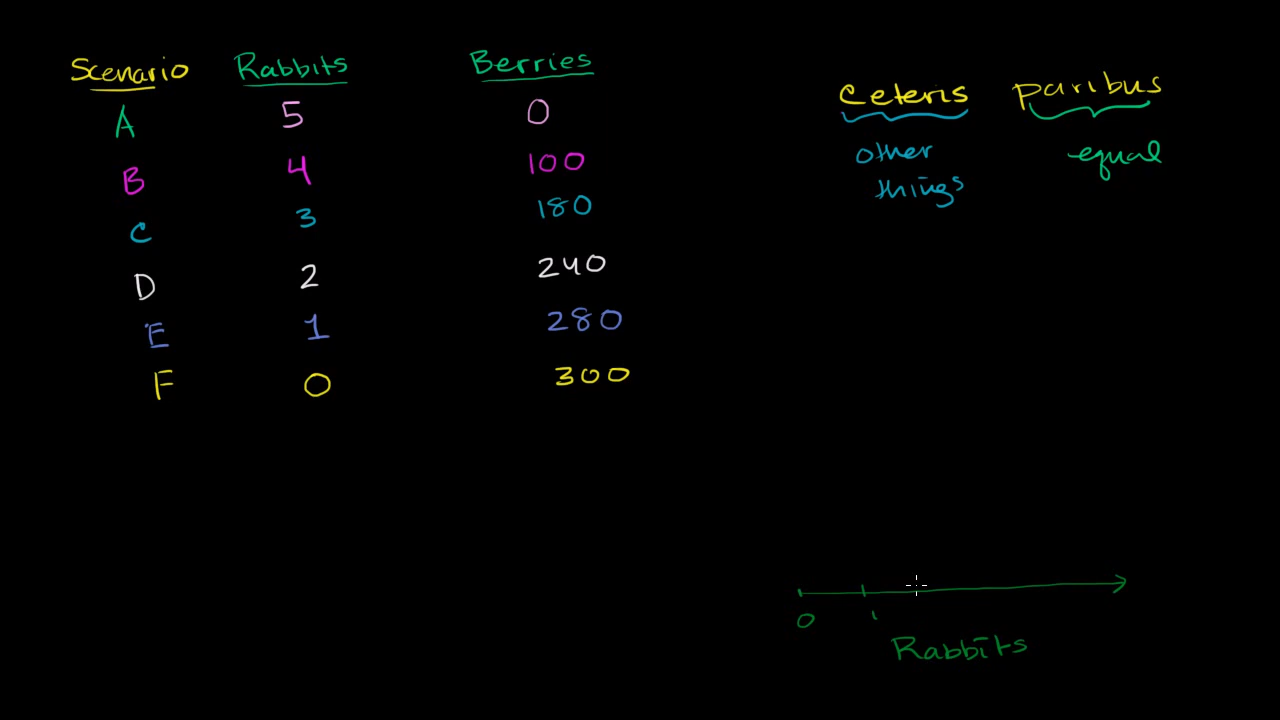 Scenario Rabbits Berries
A 5 0
B 4 100
C 3 180
D 2 240
E 1 280
F 0 300
Ceteris paribus
other equal
things
0 1
Rabbits